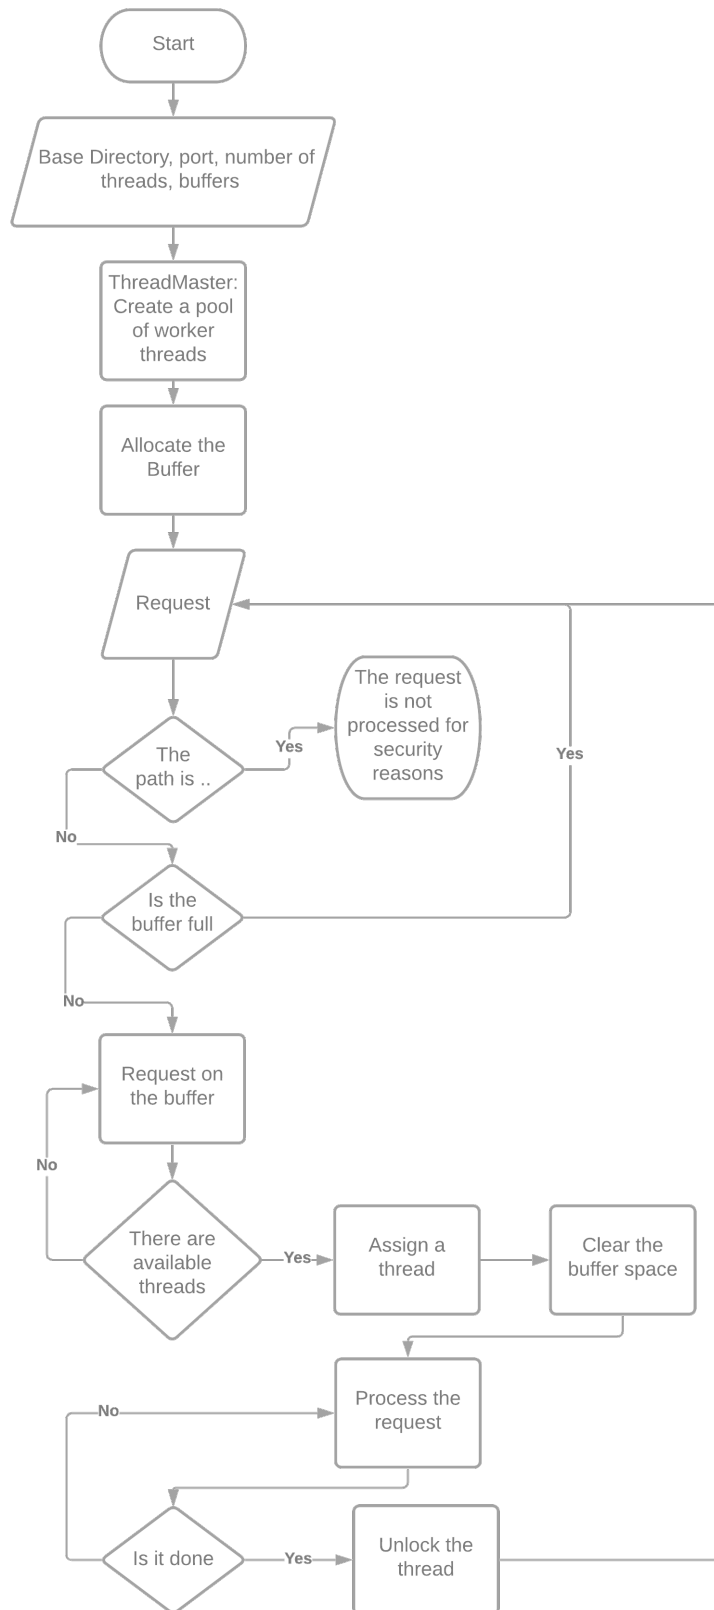 Start
Base Directory, port, number of
threads, buffers
ThreadMaster:
Create a pool
of worker
threads
Allocate the
Buffer
Request
The request
is not
processed for
security
reasons
Yes
Yes
The
path is ..
No
Is the
buffer full
No
Request on
the buffer
No
There are
available
threads
Yes
Assign a
thread
Clear the
buffer space
Process the
request
No
Is it done
Yes
Unlock the
thread